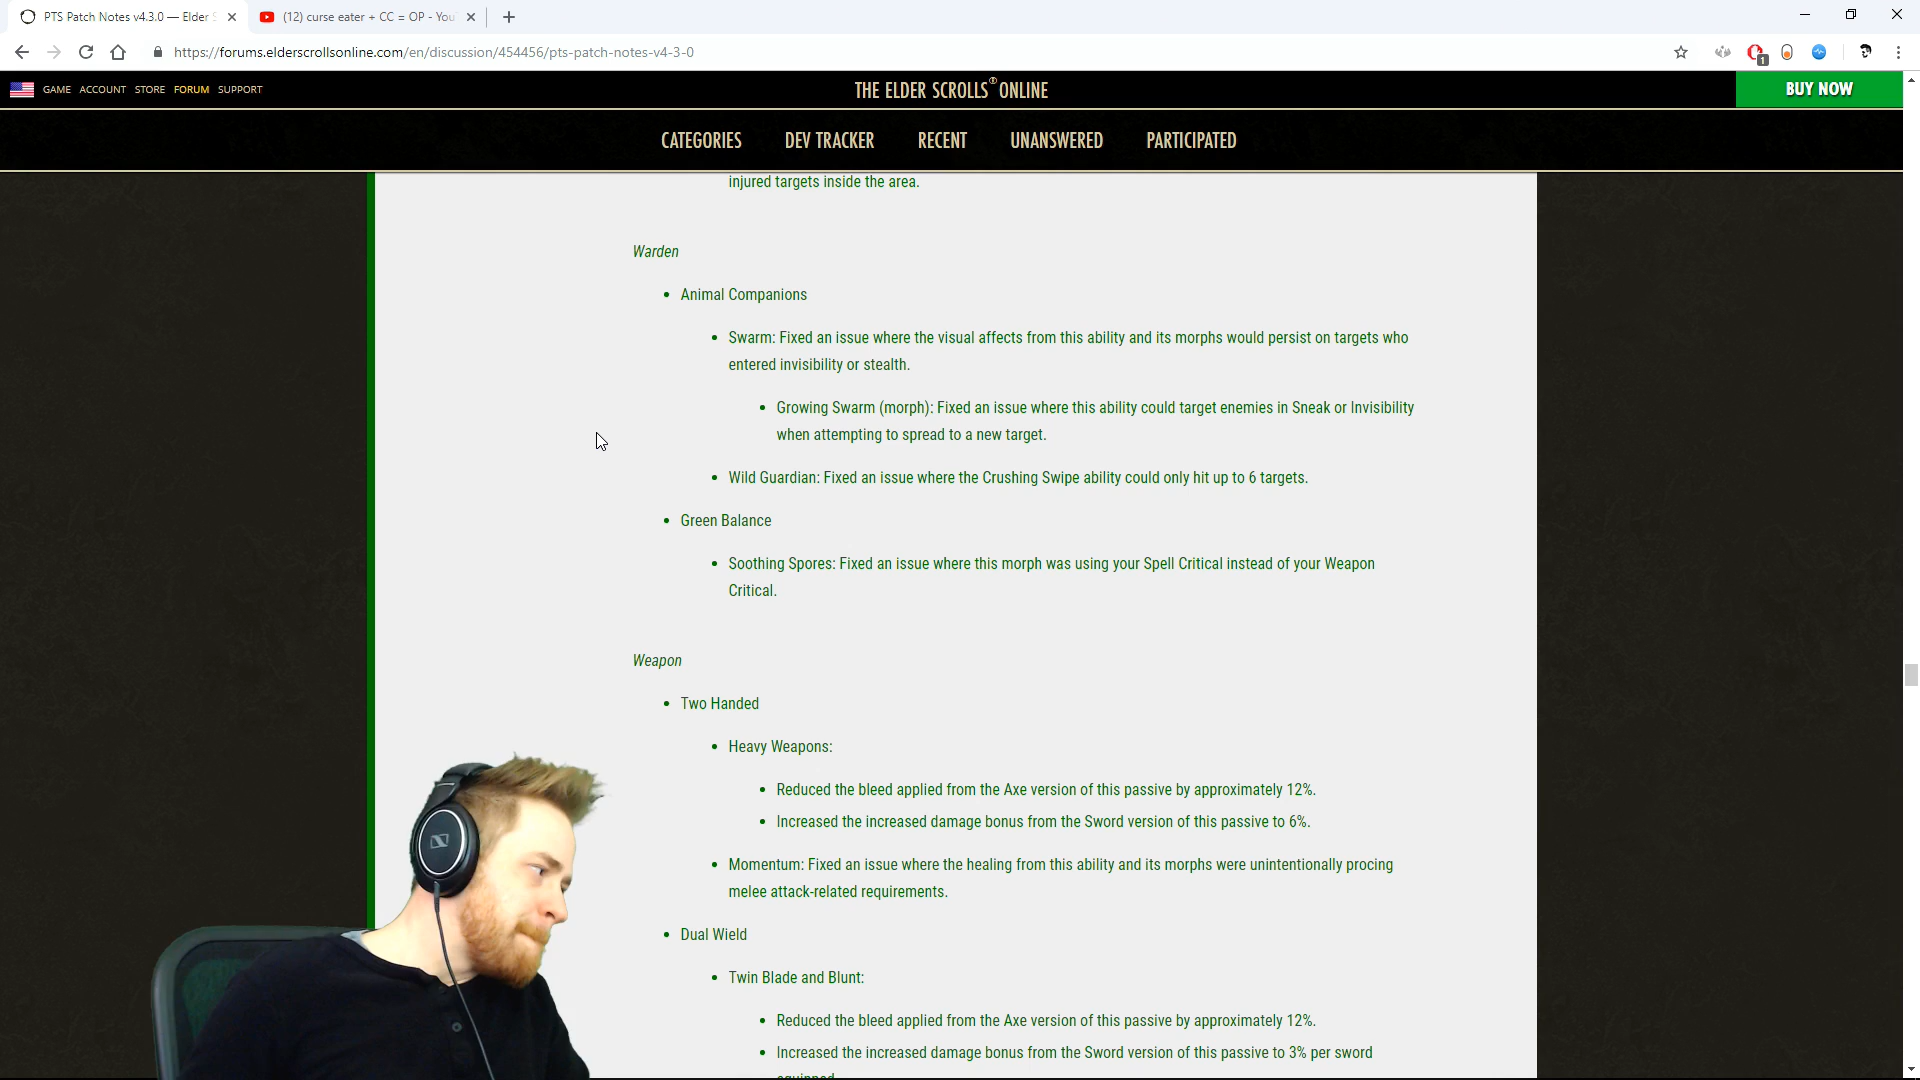 PTS Patch Notes v4.3.0 — Elder S
(12) curse eater + CC = OP - You
https://forums.elderscrollsonline.com/en/discussion/454456/pts-patch-notes-v4-3-0
1
GAME ACCOUNT STORE FORUM SUPPORT
THE ELDER SCROLLS ONLINE
BUY NOW
CATEGORIES DEV TRACKER RECENT UNANSWERED PARTICIPATED
injured targets inside the area.
Warden
• Animal Companions
• Swarm: Fixed an issue where the visual affects from this ability and its morphs would persist on targets who
entered invisibility or stealth.
• Growing Swarm (morph): Fixed an issue where this ability could target enemies in Sneak or Invisibility
when attempting to spread to a new target.
• Wild Guardian: Fixed an issue where the Crushing Swipe ability could only hit up to 6 targets.
• Green Balance
• Soothing Spores: Fixed an issue where this morph was using your Spell Critical instead of your Weapon
Critical.
Weapon
• Two Handed
• Heavy Weapons:
• Reduced the bleed applied from the Axe version of this passive by approximately 12%.
• Increased the increased damage bonus from the Sword version of this passive to 6%.
• Momentum: Fixed an issue where the healing from this ability and its morphs were unintentionally procing
melee attack-related requirements.
• Dual Wield
• Twin Blade and Blunt:
• Reduced the bleed applied from the Axe version of this passive by approximately 12%.
• Increased the increased damage bonus from the Sword version of this passive to 3% per sword